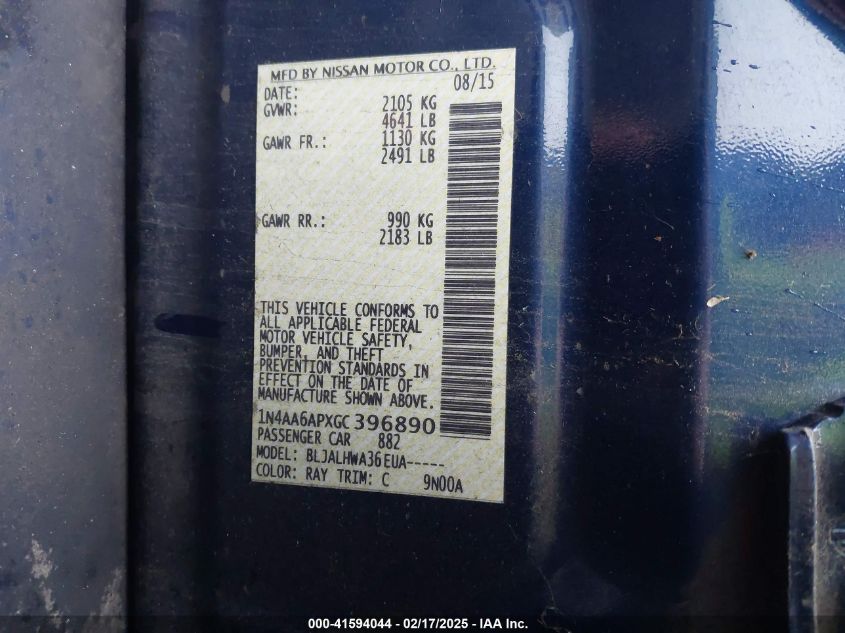 MFD BY NISSAN MOTOR CO., LTD.
DATE: 08/15
GVWR: 2105 KG
4641 LB
GAWR FR.: 1130 KG
2491 LB
GAWR RR.: 990 KG
2183 LB
THIS VEHICLE CONFORMS TO
ALL APPLICABLE FEDERAL
MOTOR VEHICLE SAFETY,
BUMPER, AND THEFT
PREVENTION STANDARDS IN
EFFECT ON THE DATE OF
MANUFACTURE SHOWN ABOVE.
1N4AA6APXGC396890
PASSENGER CAR 882
MODEL: BLJALHWA36EUA-----
COLOR: RAY TRIM: C 9N00A
000-41594044 - 02/17/2025 - IAA Inc.